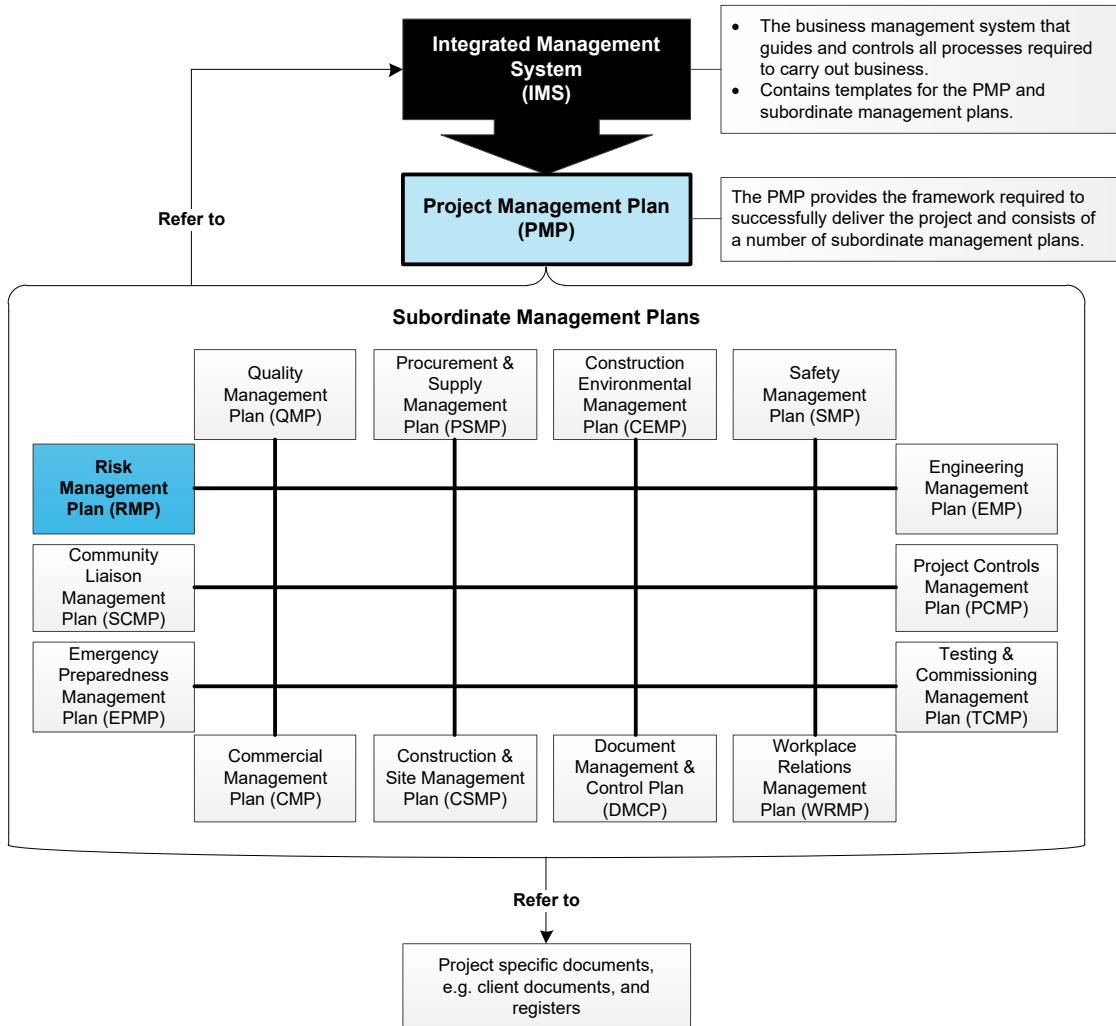 Integrated Management
System
(IMS)
• The business management system that
guides and controls all processes required
to carry out business.
• Contains templates for the PMP and
subordinate management plans.
Refer to
Project Management Plan
(PMP)
The PMP provides the framework required to
successfully deliver the project and consists of
a number of subordinate management plans.
Subordinate Management Plans
Quality
Management
Plan (QMP)
Procurement &
Supply
Management
Plan (PSMP)
Construction
Environmental
Management
Plan (CEMP)
Safety
Management
Plan (SMP)
Risk
Management
Plan (RMP)
Engineering
Management
Plan (EMP)
Community
Liaison
Management
Plan (SCMP)
Project Controls
Management
Plan (PCMP)
Emergency
Preparedness
Management
Plan (EPMP)
Testing &
Commissioning
Management
Plan (TCMP)
Commercial
Management
Plan (CMP)
Construction &
Site Management
Plan (CSMP)
Document
Management &
Control Plan
(DMCP)
Workplace
Relations
Management
Plan (WRMP)
Refer to
Project specific documents,
e.g. client documents, and
registers